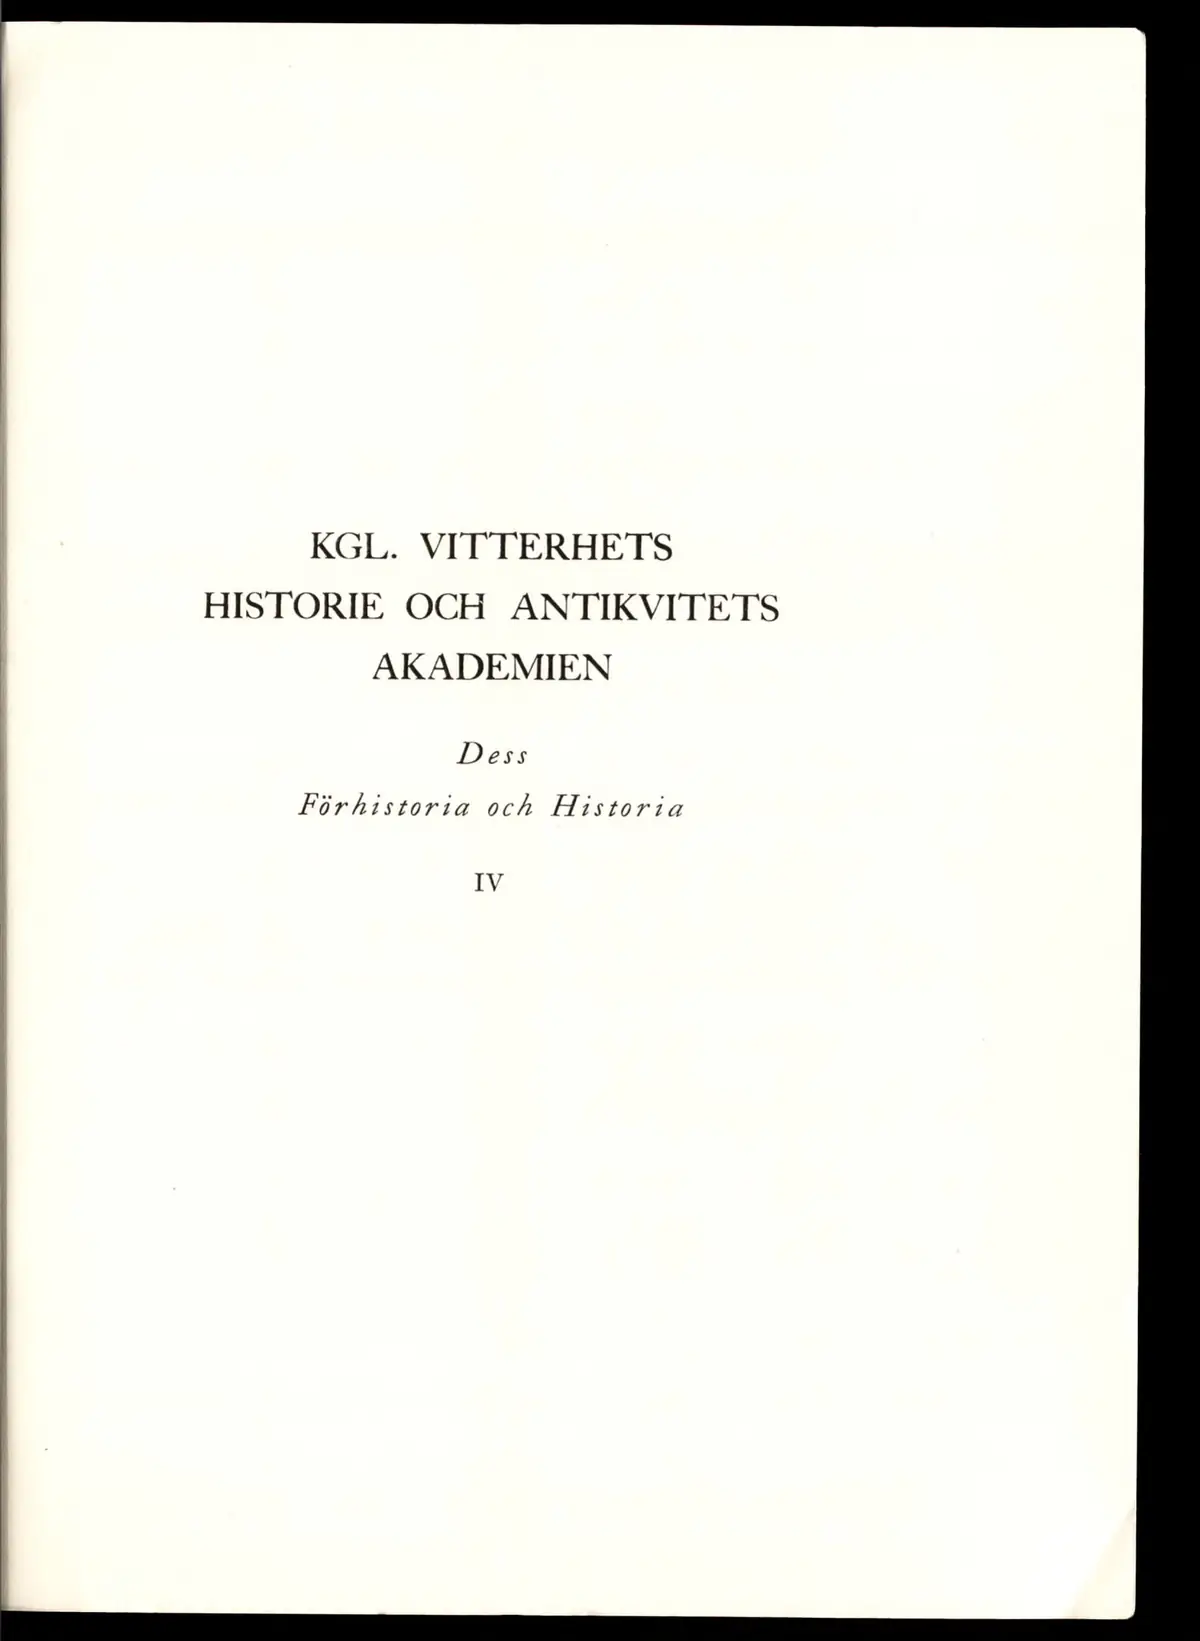 KGL. VITTERHETS
HISTORIE OCH ANTIKVITETS
AKADEMIEN
Dess
Förhistoria och Historia
IV